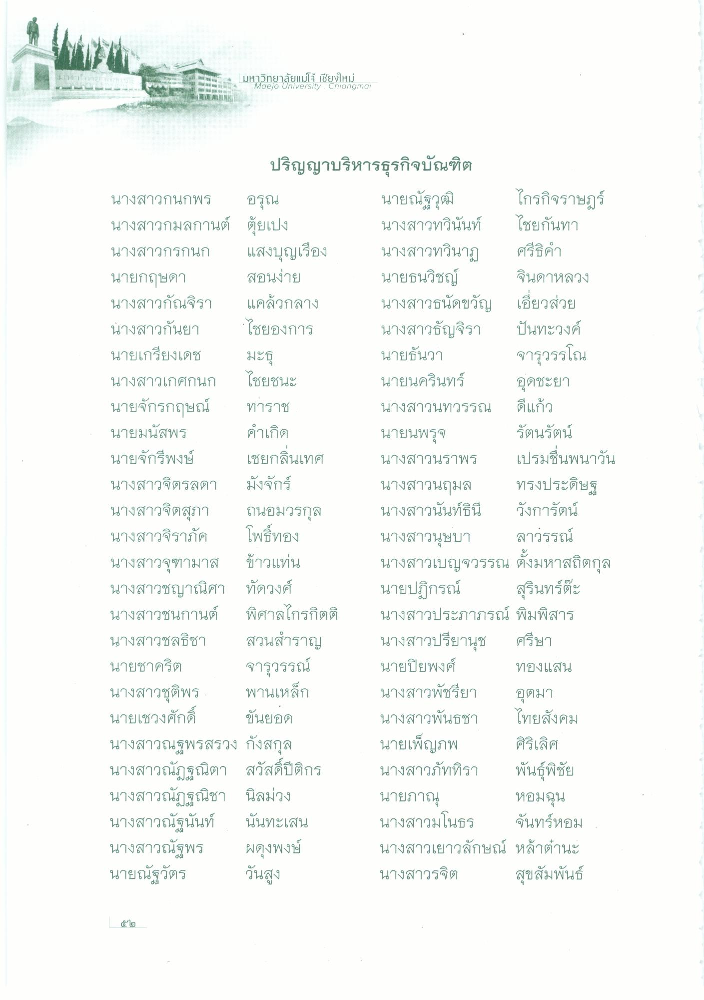 มหาวิทยาลัยแม่โจ้ เชียงใหม่
Maejo University : Chiangmai
ปริญญาบริหารธุรกิจบัณฑิต
นางสาวกนกพร อรุณ
นางสาวกมลกานต์ ตุ้ยเปง
นางสาวกรกนก แสงบุญเรือง
นายกฤษดา สอนง่าย
นางสาวกัณจิรา แคล้วกลาง
นางสาวกันยา ไชยองการ
นายเกรียงเดช มะธุ
นางสาวเกศกนก ไชยชนะ
นายจักรกฤษณ์ ทาราช
นายมนัสพร คำเกิด
นายจักรีพงษ์ เชยกลิ่นเทศ
นางสาวจิตรลดา มังจักร์
นางสาวจิตสุภา ถนอมวรกุล
นางสาวจิราภัค โพธิ์ทอง
นางสาวจุฑามาส ข้าวแท่น
นางสาวชญาณิศา ทัดวงศ์
นางสาวชนกานต์ พิศาลไกรกิตติ
นางสาวชลธิชา สวนสำราญ
นายชาคริต จารุวรรณ์
นางสาวชุติพร พานเหล็ก
นายเชวงศักดิ์ ขันยอด
นางสาวณฐพรสรวง กังสกุล
นางสาวณัฏฐณิตา สวัสดิ์ปีติกร
นางสาวณัฏฐณิชา นิลม่วง
นางสาวณัฐนันท์ นันทะเสน
นางสาวณัฐพร ผดุงพงษ์
นายณัฐวัตร วันสูง
นายณัฐวุฒิ ไกรกิจราษฎร์
นางสาวทวินันท์ ไชยกันทา
นางสาวทวินาฏ ศรีธิคำ
นายธนวิชญ์ จินดาหลวง
นางสาวธนัดขวัญ เอี่ยวส่วย
นางสาวธัญจิรา ปันทะวงค์
นายธันวา จารุวรรโณ
นายนครินทร์ อุดชะยา
นางสาวนทวรรณ ดีแก้ว
นายนพรุจ รัตนรัตน์
นางสาวนราพร เปรมชื่นพนาวัน
นางสาวนฤมล ทรงประดิษฐ
นางสาวนันท์ธินี วังการัตน์
นางสาวนุษบา ลาวรรณ์
นางสาวเบญจวรรณ ตั้งมหาสถิตกุล
นายปฏิกรณ์ สุรินทร์ต๊ะ
นางสาวประภาภรณ์ พิมพิสาร
นางสาวปรียานุช ศรีษา
นายปิยพงศ์ ทองแสน
นางสาวพัชรียา อุตมา
นางสาวพันธชา ไทยสังคม
นายเพ็ญภพ ศิริเลิศ
นางสาวภัททิรา พันธุ์พิชัย
นายภาณุ หอมฉุน
นางสาวมโนธร จันทร์หอม
นางสาวเยาวลักษณ์ หล้าต๋านะ
นางสาวรจิต สุขสัมพันธ์
๕๒